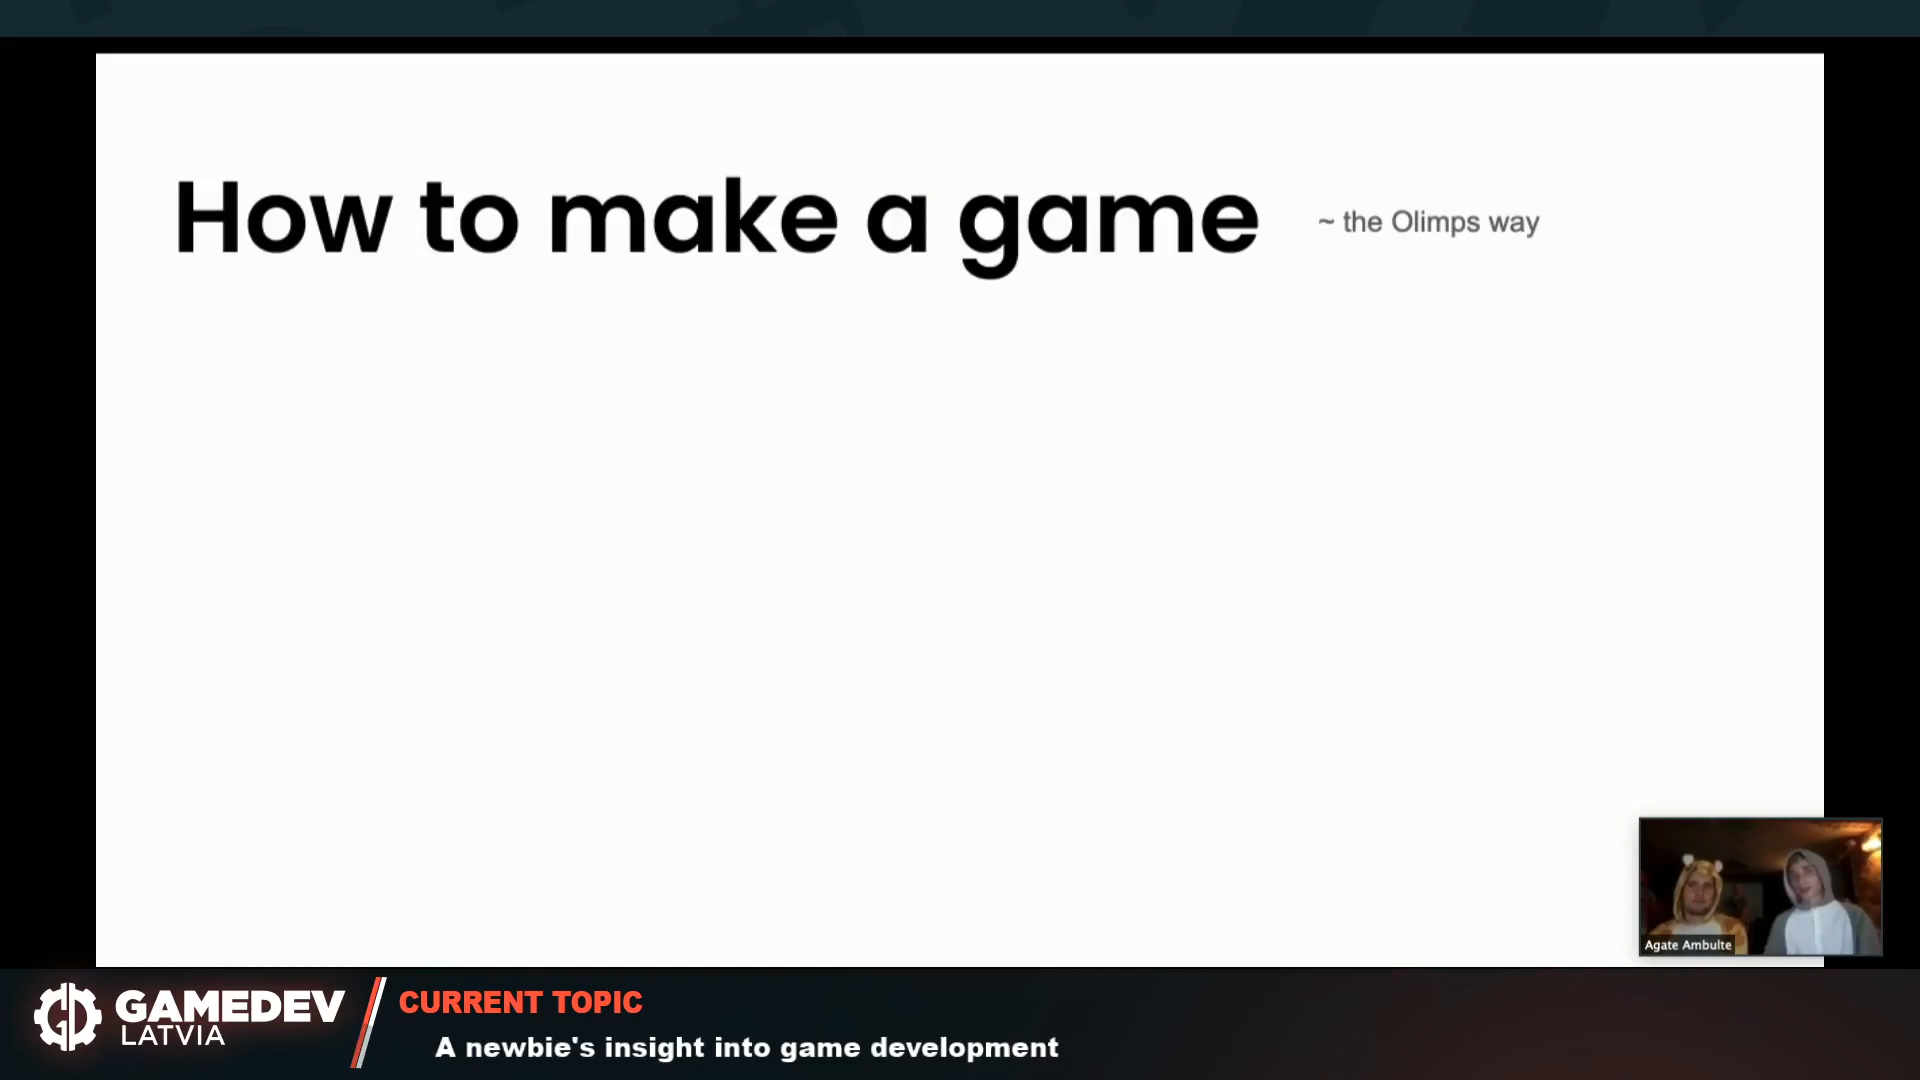 How to make a game
~ the Olimps way
Agate Ambulte
GAMEDEV
LATVIA
CURRENT TOPIC
A newbie's insight into game development